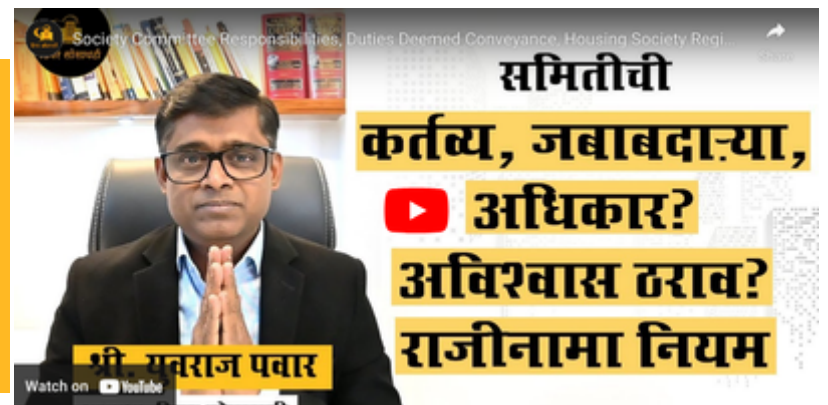 Society Committee Responsibilities, Duties Deemed Conveyance, Housing Society Regi...
समितीची
कर्तव्य, जबाबदाऱ्या,
अधिकार?
अविश्वास ठराव?
राजीनामा नियम
श्री. युवराज पवार
Watch on YouTube